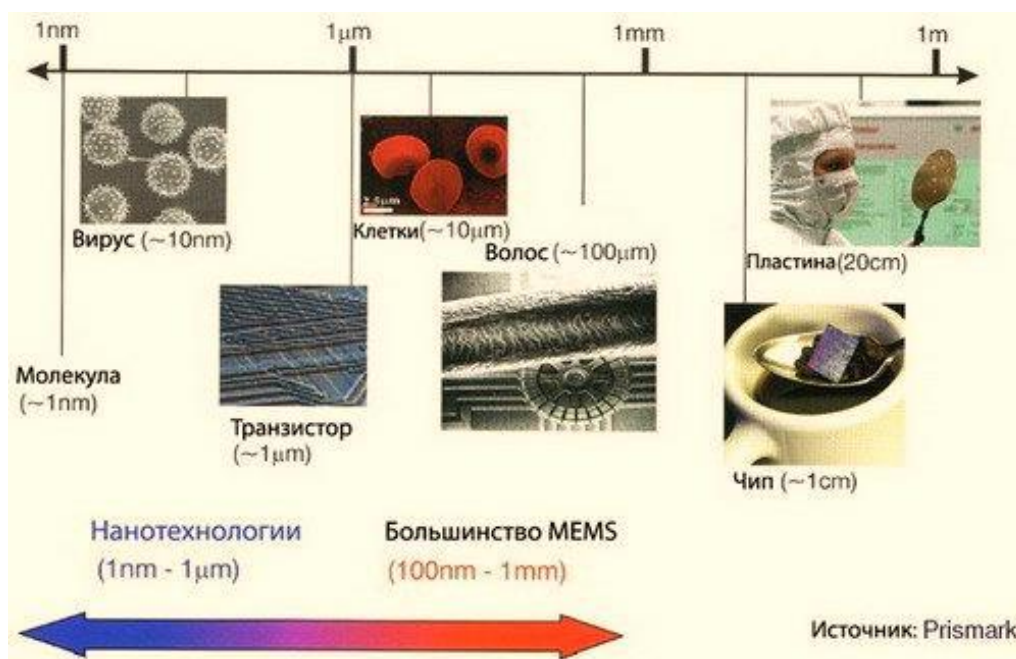 1nm 1μm 1mm 1m
Вирус (~10nm)
Клетки(~10μm)
Волос (~100μm)
Пластина(20cm)
Молекула
(~1nm)
Транзистор
(~1μm)
Чип (~1cm)
Нанотехнологии
(1nm - 1μm)
Большинство MEMS
(100nm - 1mm)
Источник: Prismark